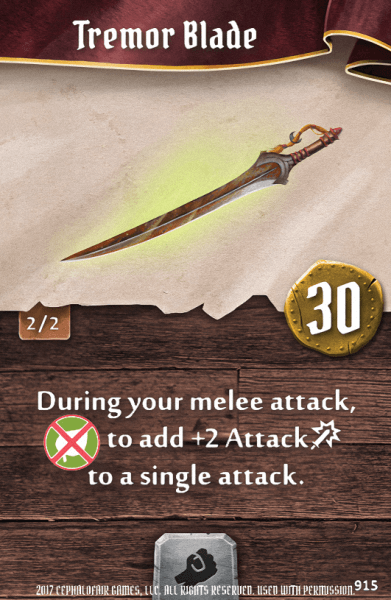 Tremor Blade
30
2/2
During your melee attack,
to add +2 Attack
to a single attack.
2017 CEPHALOFAIR GAMES, LLC. ALL RIGHTS RESERVED. USED WITH PERMISSION.
915